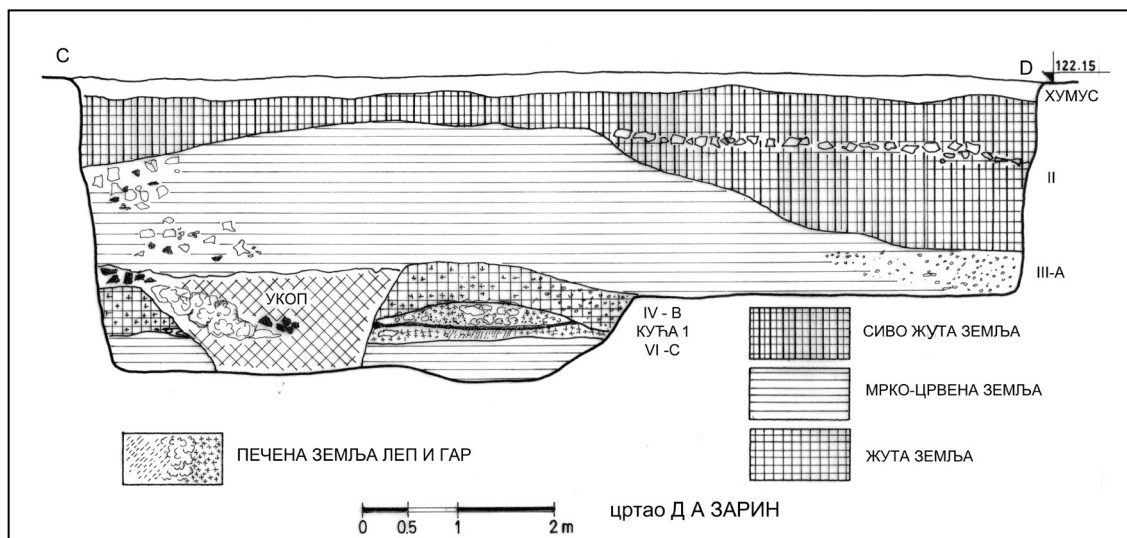 C
D
122.15
ХУМУС
II
III-A
УКОП
IV - B
КУЋА 1
VI -C
СИВО ЖУТА ЗЕМЉА
МРКО-ЦРВЕНА ЗЕМЉА
ЖУТА ЗЕМЉА
ПЕЧЕНА ЗЕМЉА ЛЕП И ГАР
0 0.5 1 2 m
цртао Д А ЗАРИН